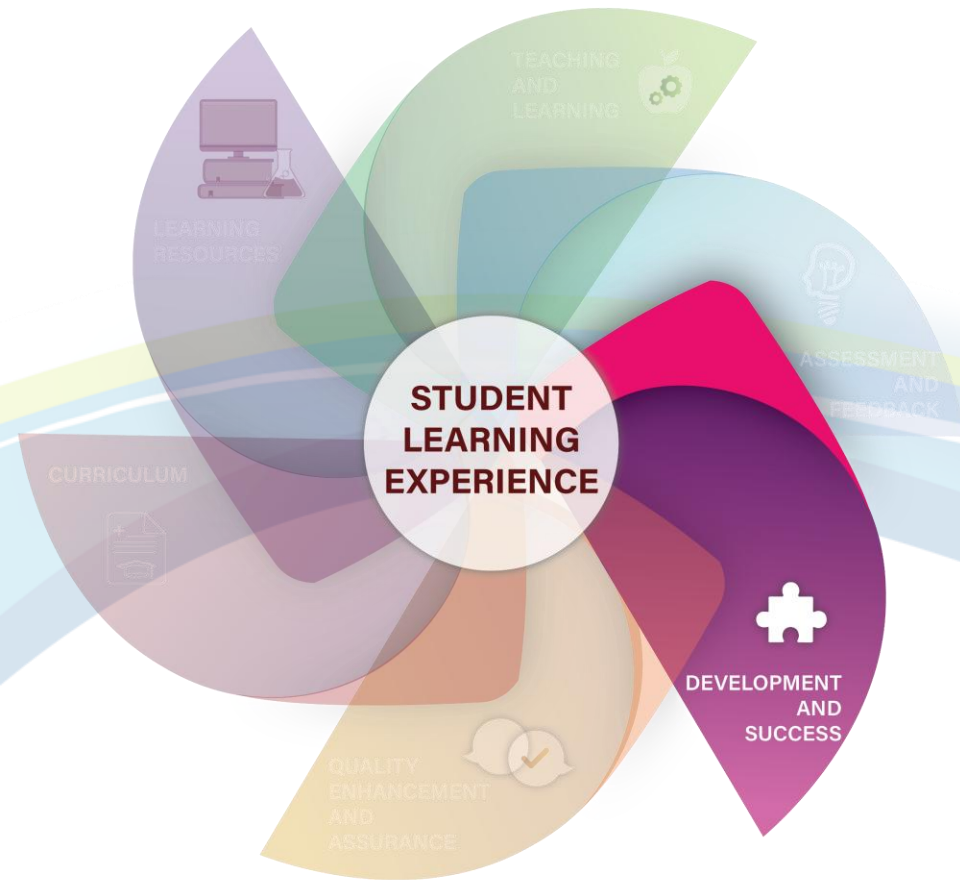 TEACHING
AND
LEARNING
LEARNING
RESOURCES
ASSESSMENT
AND
FEEDBACK
STUDENT
LEARNING
EXPERIENCE
CURRICULUM
DEVELOPMENT
AND
SUCCESS
QUALITY
ENHANCEMENT
AND
ASSURANCE